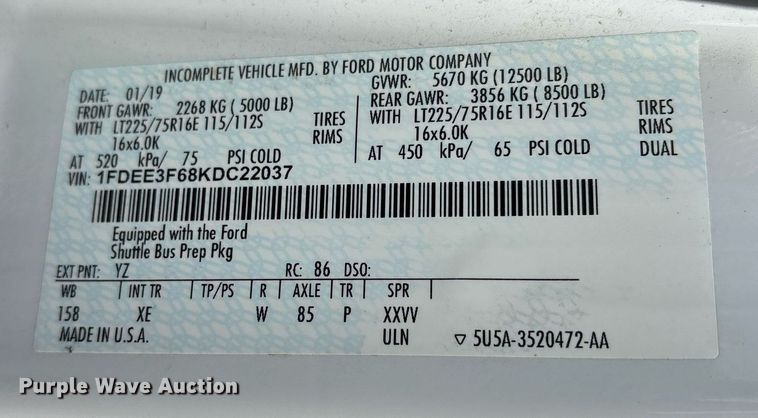 INCOMPLETE VEHICLE MFD. BY FORD MOTOR COMPANY
DATE: 01/19 GVWR: 5670 KG (12500 LB)
FRONT GAWR: 2268 KG ( 5000 LB) REAR GAWR: 3856 KG ( 8500 LB)
WITH LT225/75R16E 115/112S TIRES WITH LT225/75R16E 115/112S TIRES
16x6.0K RIMS 16x6.0K RIMS
AT 520 kPa/ 75 PSI COLD AT 450 kPa/ 65 PSI COLD DUAL
VIN: 1FDEE3F68KDC22037
Equipped with the Ford
Shuttle Bus Prep Pkg
EXT PNT: YZ RC: 86 DSO:
WB INT TR TP/PS R AXLE TR SPR
158 XE W 85 P XXVV
MADE IN U.S.A. ULN ▽ 5U5A-3520472-AA
Purple Wave Auction